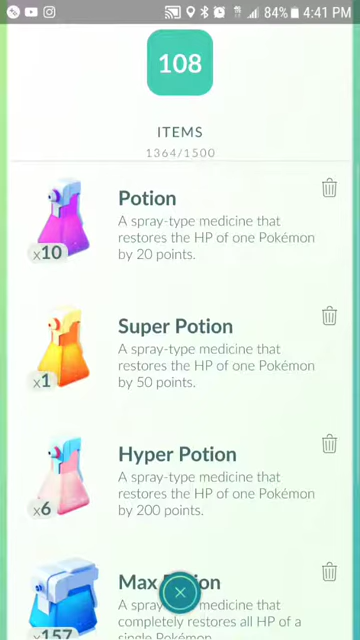 84% 4:41 PM
108
ITEMS
1364/1500
Potion
A spray-type medicine that
restores the HP of one Pokémon
by 20 points.
x10
Super Potion
A spray-type medicine that
restores the HP of one Pokémon
by 50 points.
x1
Hyper Potion
A spray-type medicine that
restores the HP of one Pokémon
by 200 points.
x6
Max
A medicine that
completely restores all HP of a
single Pokémon.
x157